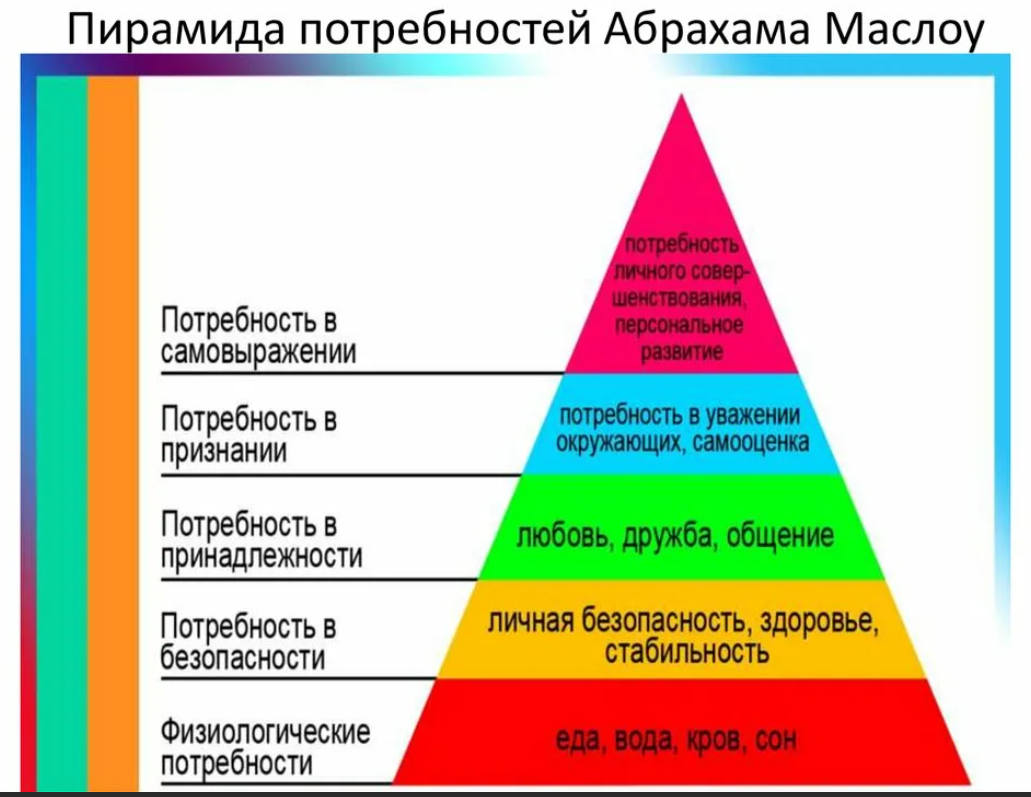 Пирамида потребностей Абрахама Маслоу
потребность
личного совер-
шенствования,
персональное
развитие
Потребность в
самовыражении
потребность в уважении
окружающих, самооценка
Потребность в
признании
любовь, дружба, общение
Потребность в
принадлежности
личная безопасность, здоровье,
стабильность
Потребность в
безопасности
еда, вода, кров, сон
Физиологические
потребности